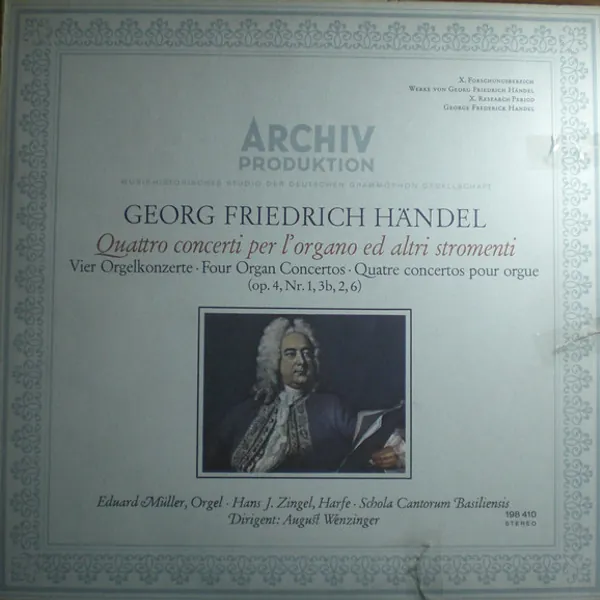 X. Forschungsbereich
Werke von Georg Friedrich Händel
X. Research Period
George Frederick Handel
ARCHIV
PRODUKTION
MUSIKHISTORISCHES STUDIO DER DEUTSCHEN GRAMMOPHON GESELLSCHAFT
GEORG FRIEDRICH HÄNDEL
Quattro concerti per l'organo ed altri stromenti
Vier Orgelkonzerte · Four Organ Concertos · Quatre concertos pour orgue
(op. 4, Nr. 1, 3b, 2, 6)
Eduard Müller, Orgel · Hans J. Zingel, Harfe · Schola Cantorum Basiliensis
Dirigent: August Wenzinger
198 410
STEREO